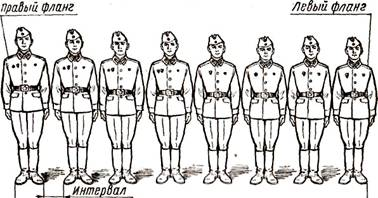 Правый фланг
Левый фланг
Интервал